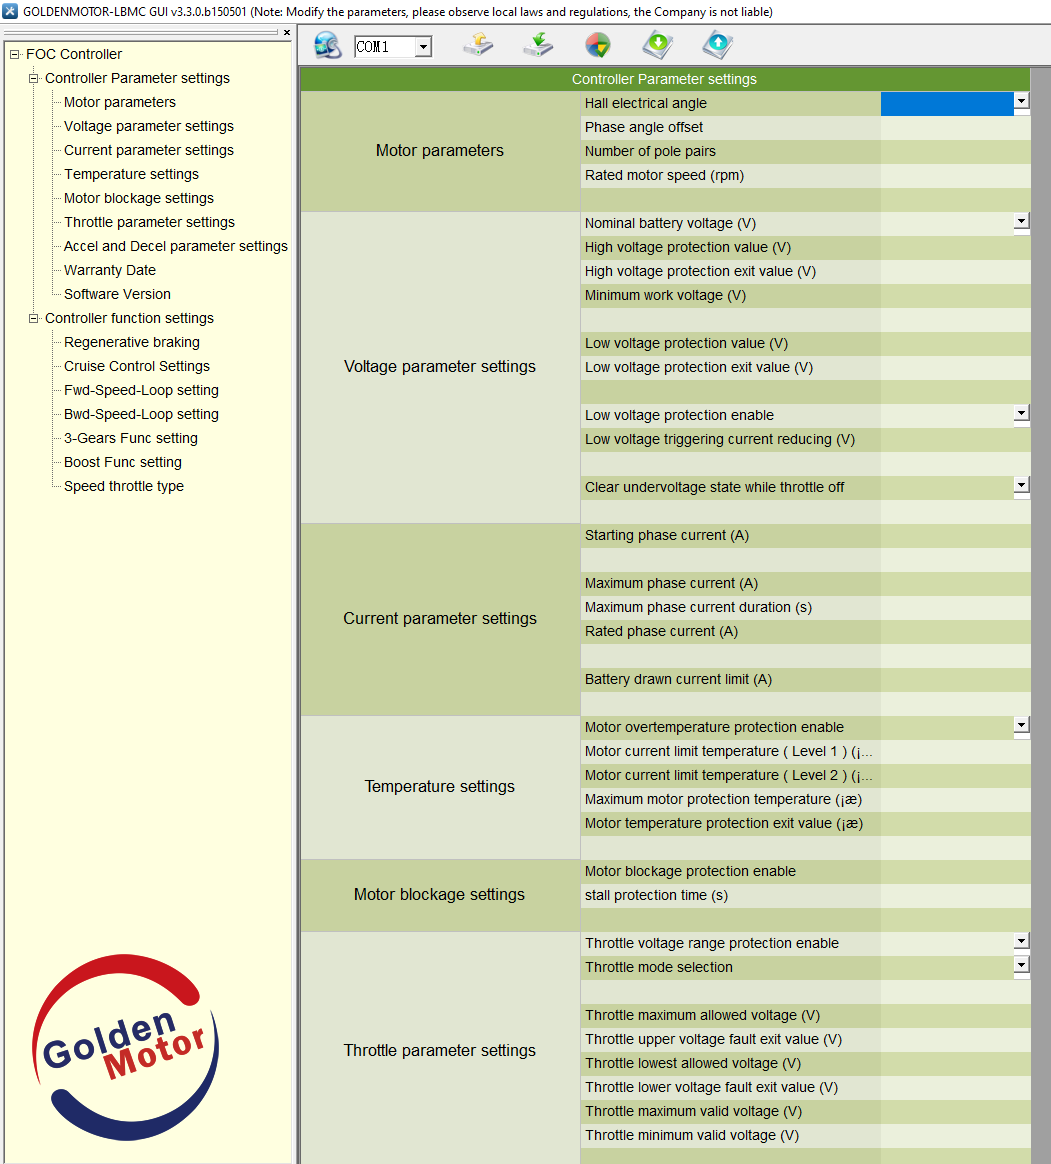 GOLDENMOTOR-LBMC GUI v3.3.0.b150501 (Note: Modify the parameters, please observe local laws and regulations, the Company is not liable)
COM1
FOC Controller
Controller Parameter settings
Motor parameters
Voltage parameter settings
Current parameter settings
Temperature settings
Motor blockage settings
Throttle parameter settings
Accel and Decel parameter settings
Warranty Date
Software Version
Controller function settings
Regenerative braking
Cruise Control Settings
Fwd-Speed-Loop setting
Bwd-Speed-Loop setting
3-Gears Func setting
Boost Func setting
Speed throttle type
Golden
Motor
Controller Parameter settings
Motor parameters
Hall electrical angle
Phase angle offset
Number of pole pairs
Rated motor speed (rpm)
Voltage parameter settings
Nominal battery voltage (V)
High voltage protection value (V)
High voltage protection exit value (V)
Minimum work voltage (V)
Low voltage protection value (V)
Low voltage protection exit value (V)
Low voltage protection enable
Low voltage triggering current reducing (V)
Clear undervoltage state while throttle off
Current parameter settings
Starting phase current (A)
Maximum phase current (A)
Maximum phase current duration (s)
Rated phase current (A)
Battery drawn current limit (A)
Temperature settings
Motor overtemperature protection enable
Motor current limit temperature ( Level 1 ) (¡...
Motor current limit temperature ( Level 2 ) (¡...
Maximum motor protection temperature (¡æ)
Motor temperature protection exit value (¡æ)
Motor blockage settings
Motor blockage protection enable
stall protection time (s)
Throttle parameter settings
Throttle voltage range protection enable
Throttle mode selection
Throttle maximum allowed voltage (V)
Throttle upper voltage fault exit value (V)
Throttle lowest allowed voltage (V)
Throttle lower voltage fault exit value (V)
Throttle maximum valid voltage (V)
Throttle minimum valid voltage (V)